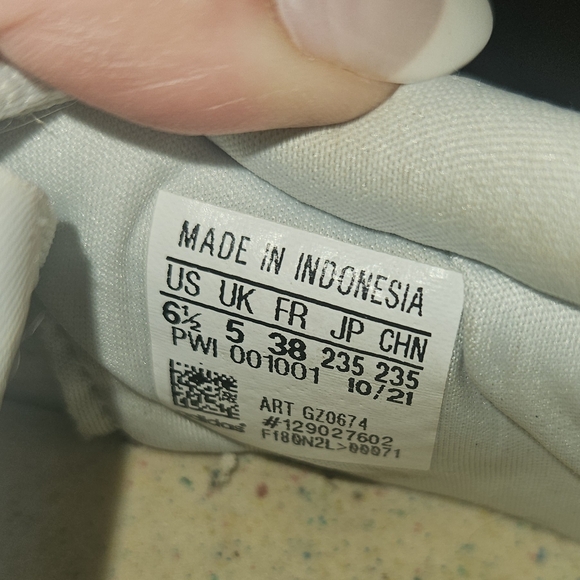 MADE IN INDONESIA
US UK FR JP CHN
6½ 5 38 235 235
PWI 001001 10/21
ART GZ0674
#129027602
adidas
F180N2L>00071